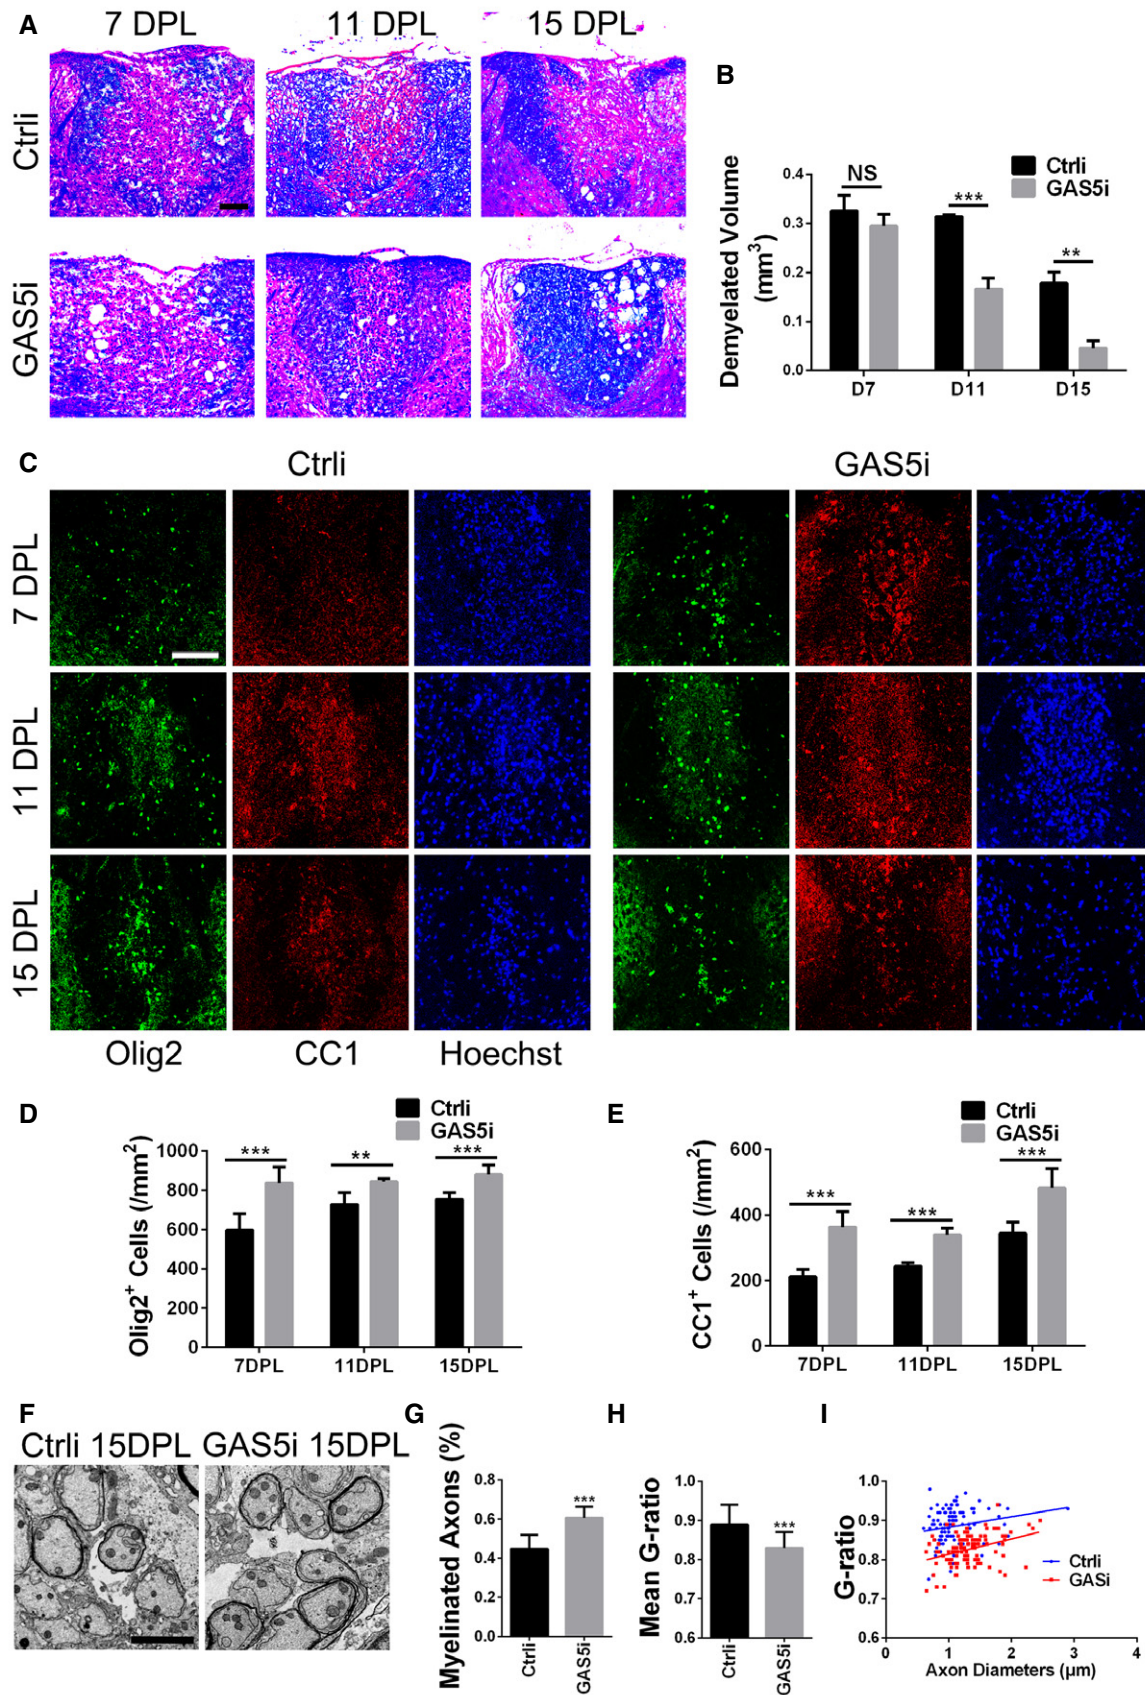 A
7 DPL 11 DPL 15 DPL
Ctrli
GAS5i
B
Ctrli
GAS5i
Demyelated Volume
(mm³)
0.4
0.3
0.2
0.1
0.0
NS
***
**
D7 D11 D15
C
Ctrli GAS5i
7 DPL
11 DPL
15 DPL
Olig2 CC1 Hoechst
D
Ctrli
GAS5i
Olig2⁺ Cells (/mm²)
1000
800
600
400
200
0
*** ** ***
7DPL 11DPL 15DPL
E
Ctrli
GAS5i
CC1⁺ Cells (/mm²)
600
400
200
0
*** *** ***
7DPL 11DPL 15DPL
F
Ctrli 15DPL GAS5i 15DPL
G
Myelinated Axons (%)
0.8
0.6
0.4
0.2
0.0
***
Ctrli GAS5i
H
Mean G-ratio
1.0
0.9
0.8
0.7
0.6
***
Ctrli GAS5i
I
G-ratio
1.0
0.9
0.8
0.7
0.6
Ctrli
GASi
0 1 2 3 4
Axon Diameters (µm)